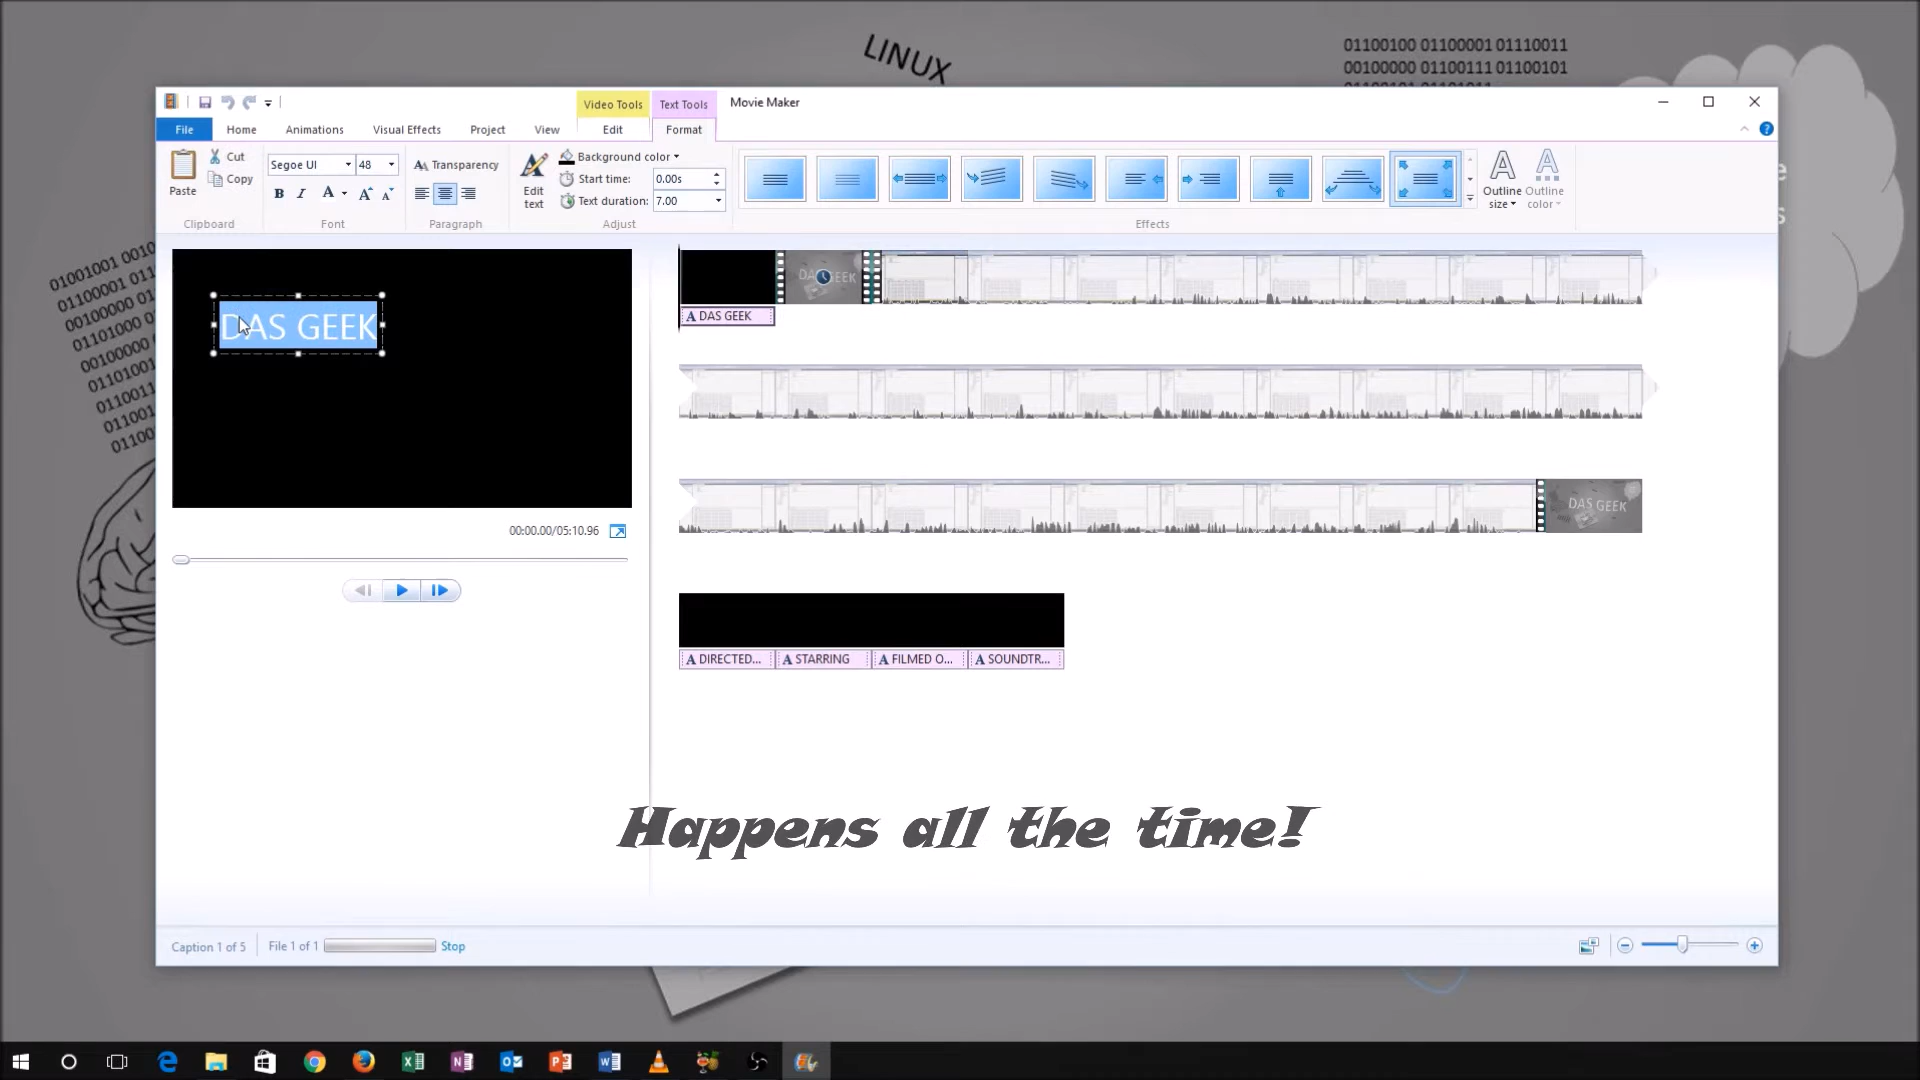 LINUX
01100100 01100001 01110011
00100000 01100111 01100101
Video Tools
Text Tools
Movie Maker
File
Home
Animations
Visual Effects
Project
View
Edit
Format
Paste
Cut
Copy
Clipboard
Segoe UI
48
Font
Transparency
Paragraph
Edit text
Background color
Start time:
0.00s
Text duration:
7.00
Adjust
Effects
Outline size
Outline color
DAS GEEK
00:00.00/05:10.96
DAS GEEK
A DAS GEEK
DAS GEEK
A DIRECTED...
A STARRING
A FILMED O...
A SOUNDTR...
Happens all the time!
Caption 1 of 5
File 1 of 1
Stop